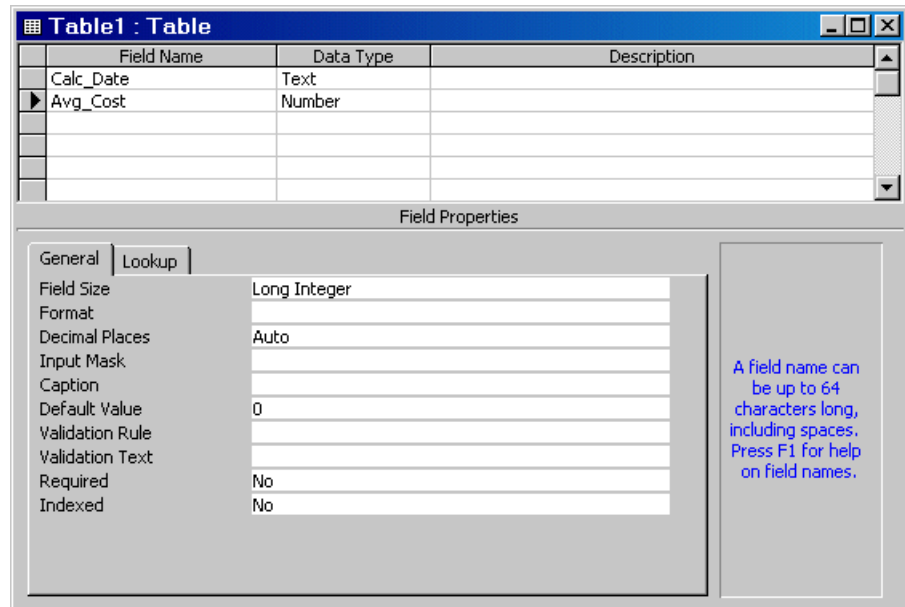 Table1 : Table
Field Name Data Type Description
Calc_Date Text
Avg_Cost Number
Field Properties
General Lookup
Field Size Long Integer
Format
Decimal Places Auto
Input Mask
Caption
Default Value 0
Validation Rule
Validation Text
Required No
Indexed No
A field name can
be up to 64
characters long,
including spaces.
Press F1 for help
on field names.